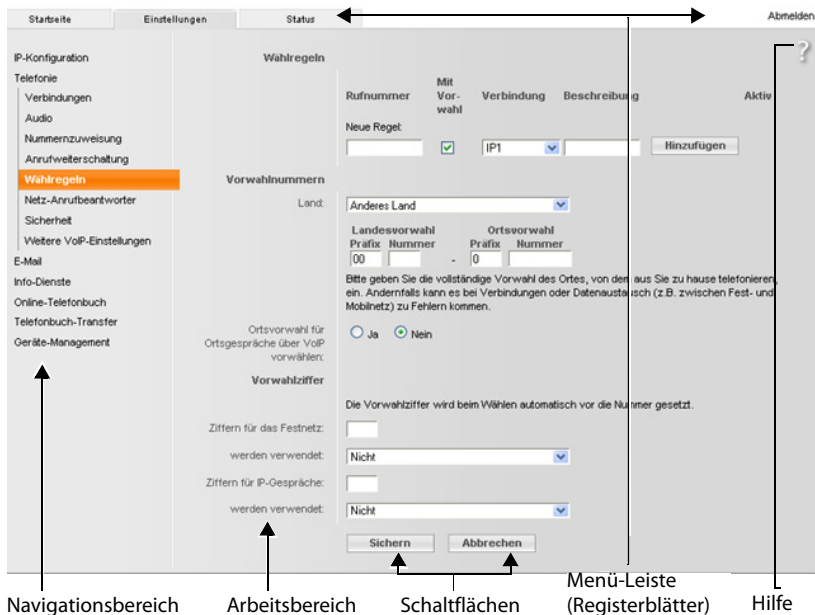 Startseite Einstellungen Status Abmelden
IP-Konfiguration
Telefonie
Verbindungen
Audio
Nummernzuweisung
Anrufweiterschaltung
Wählregeln
Netz-Anrufbeantworter
Sicherheit
Weitere VoIP-Einstellungen
E-Mail
Info-Dienste
Online-Telefonbuch
Telefonbuch-Transfer
Geräte-Management
?
Wählregeln
Rufnummer Mit Vor- wahl Verbindung Beschreibung Aktiv
Neue Regel:
IP1 Hinzufügen
Vorwahlnummern
Land: Anderes Land
Landesvorwahl Ortsvorwahl
Präfix Nummer Präfix Nummer
00 - 0
Bitte geben Sie die vollständige Vorwahl des Ortes, von dem aus Sie zu hause telefonieren,
ein. Andernfalls kann es bei Verbindungen oder Datenaustausch (z.B. zwischen Fest- und
Mobilnetz) zu Fehlern kommen.
Ortsvorwahl für
Ortsgespräche über VoIP
vorwählen:
Ja Nein
Vorwahlziffer
Die Vorwahlziffer wird beim Wählen automatisch vor die Nummer gesetzt.
Ziffern für das Festnetz:
werden verwendet: Nicht
Ziffern für IP-Gespräche:
werden verwendet: Nicht
Sichern Abbrechen
Navigationsbereich Arbeitsbereich Schaltflächen
Menü-Leiste
(Registerblätter)
Hilfe